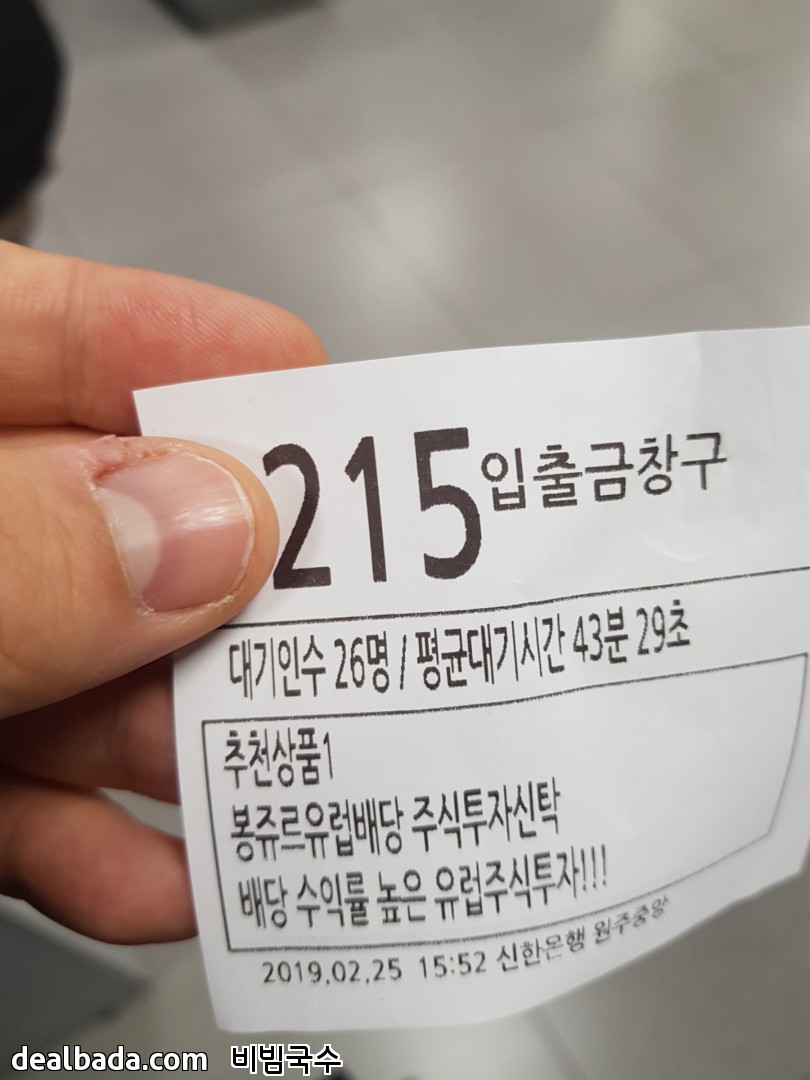 215 입출금창구
대기인수 26명 / 평균대기시간 43분 29초
추천상품1
봉쥬르유럽배당 주식투자신탁
배당 수익률 높은 유럽주식투자!!!
2019.02.25 15:52 신한은행 원주중앙
dealbada.com 비빔국수